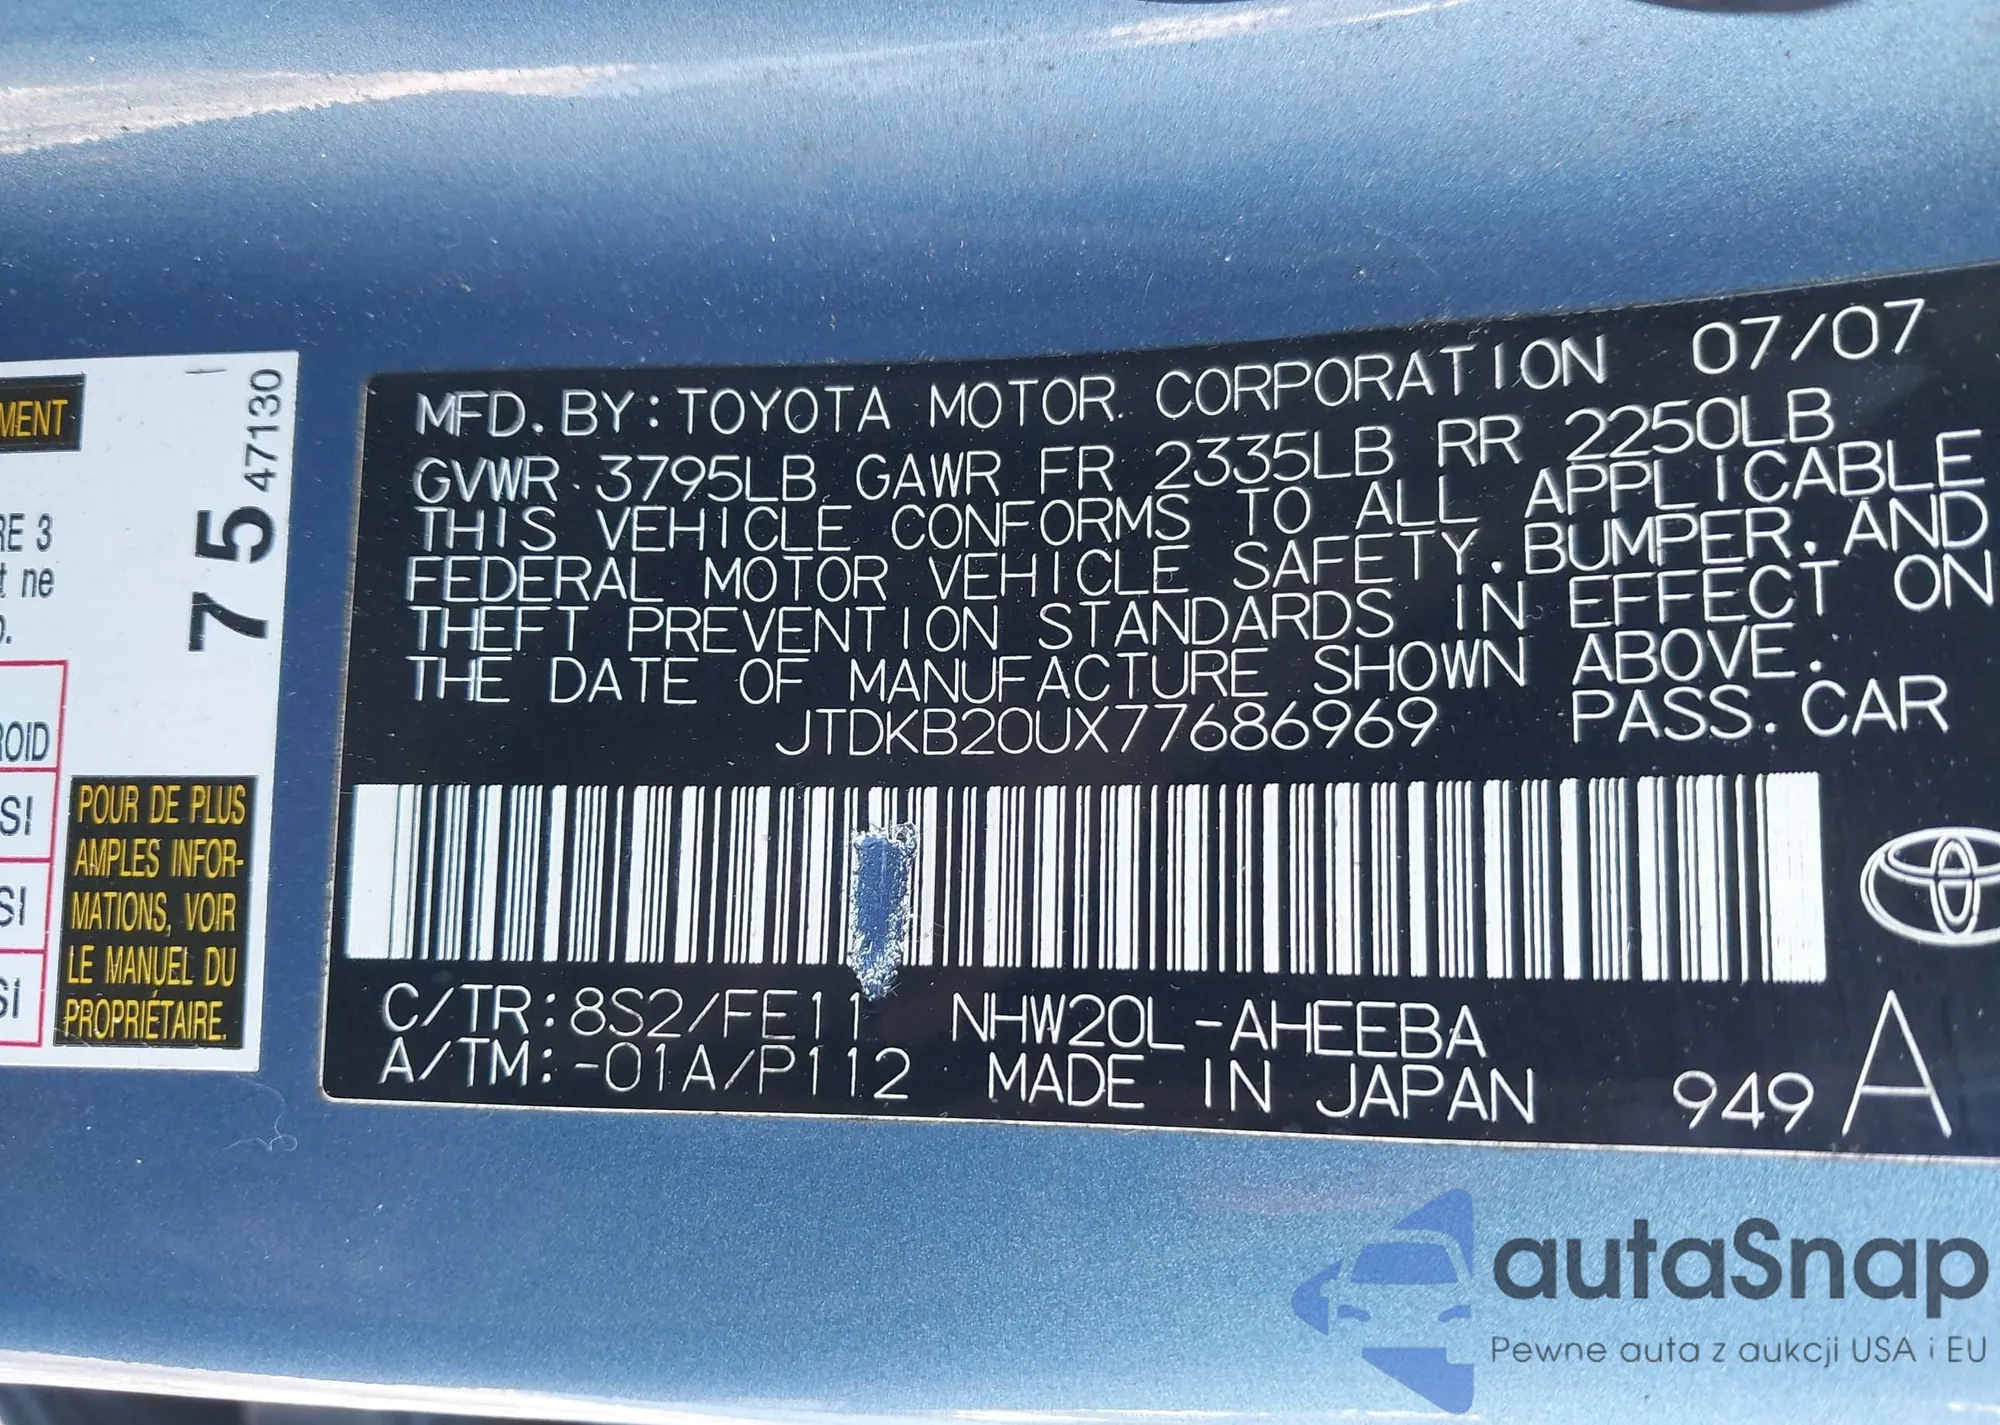 MENT
RE 3
t ne
ROID
SI
SI
SI
POUR DE PLUS
AMPLES INFOR-
MATIONS, VOIR
LE MANUEL DU
PROPRIÉTAIRE.
75 47130
MFD. BY: TOYOTA MOTOR CORPORATION 07/07
GVWR 3795LB GAWR FR 2335LB RR 2250LB
THIS VEHICLE CONFORMS TO ALL APPLICABLE
FEDERAL MOTOR VEHICLE SAFETY, BUMPER, AND
THEFT PREVENTION STANDARDS IN EFFECT ON
THE DATE OF MANUFACTURE SHOWN ABOVE.
JTDKB20UX77686969 PASS. CAR
C/TR: 8S2/FE11 NHW20L-AHEEBA
A/TM: -01A/P112 MADE IN JAPAN 949 A
autaSnap
Pewne auta z aukcji USA i EU